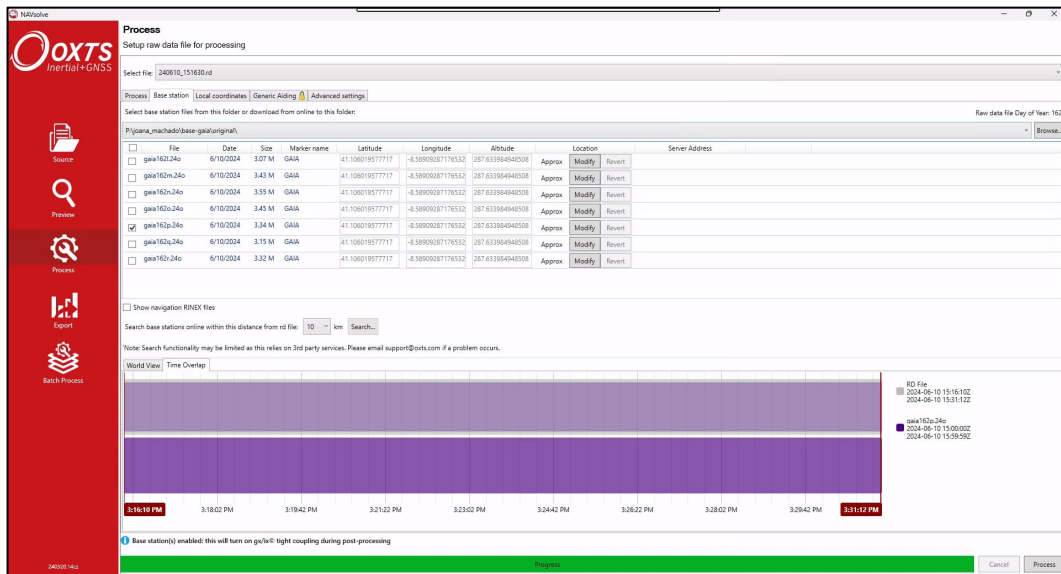 NAVsolve
OXTS
Inertial+GNSS
Source
Preview
Process
Export
Batch Process
240320.14cz
Process
Setup raw data file for processing
Select file: 240610_151630.rd
Process Base station Local coordinates Generic Aiding Advanced settings
Select base station files from this folder or download from online to this folder: Raw data file Day of Year: 162
P:\joana_machado\base-gaia\original\ Browse...
File Date Size Marker name Latitude Longitude Altitude Location Server Address
gaia162l.24o 6/10/2024 3.07 M GAIA 41.106019577717 -8.58909287176532 287.633984948508 Approx Modify Revert
gaia162m.24o 6/10/2024 3.43 M GAIA 41.106019577717 -8.58909287176532 287.633984948508 Approx Modify Revert
gaia162n.24o 6/10/2024 3.55 M GAIA 41.106019577717 -8.58909287176532 287.633984948508 Approx Modify Revert
gaia162o.24o 6/10/2024 3.45 M GAIA 41.106019577717 -8.58909287176532 287.633984948508 Approx Modify Revert
gaia162p.24o 6/10/2024 3.34 M GAIA 41.106019577717 -8.58909287176532 287.633984948508 Approx Modify Revert
gaia162q.24o 6/10/2024 3.15 M GAIA 41.106019577717 -8.58909287176532 287.633984948508 Approx Modify Revert
gaia162r.24o 6/10/2024 3.32 M GAIA 41.106019577717 -8.58909287176532 287.633984948508 Approx Modify Revert
Show navigation RINEX files
Search base stations online within this distance from rd file: 10 km Search...
*Note: Search functionality may be limited as this relies on 3rd party services. Please email support@oxts.com if a problem occurs.
World View Time Overlap
RD File
2024-06-10 15:16:10Z
2024-06-10 15:31:12Z
gaia162p.24o
2024-06-10 15:00:00Z
2024-06-10 15:59:59Z
3:16:10 PM 3:18:02 PM 3:19:42 PM 3:21:22 PM 3:23:02 PM 3:24:42 PM 3:26:22 PM 3:28:02 PM 3:29:42 PM 3:31:12 PM
Base station(s) enabled: this will turn on gx/ix© tight coupling during post-processing
Progress Cancel Process